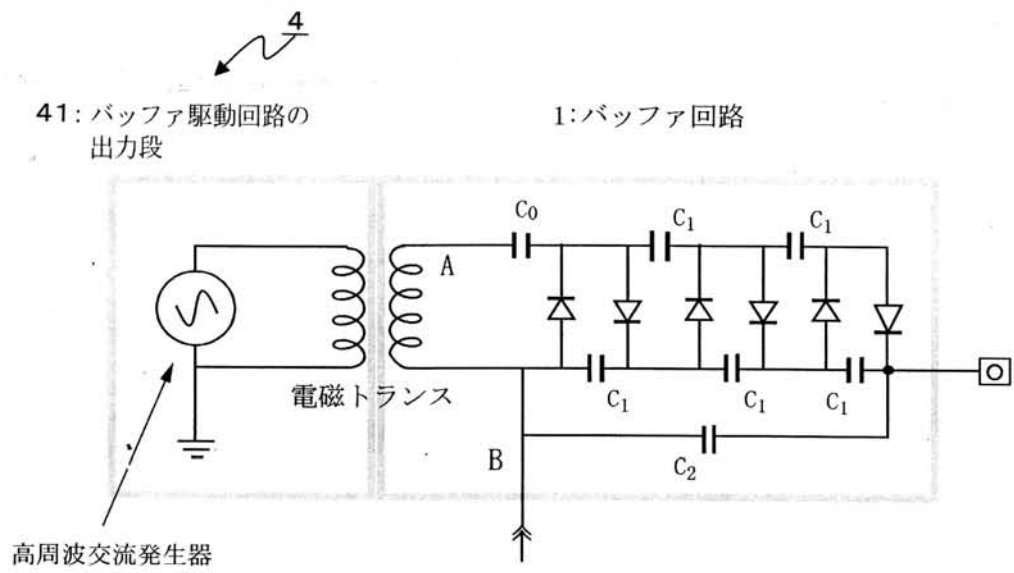 4
41: バッファ駆動回路の
出力段
1:バッファ回路
C0
C1
C1
A
電磁トランス
C1
C1
C1
B
C2
高周波交流発生器